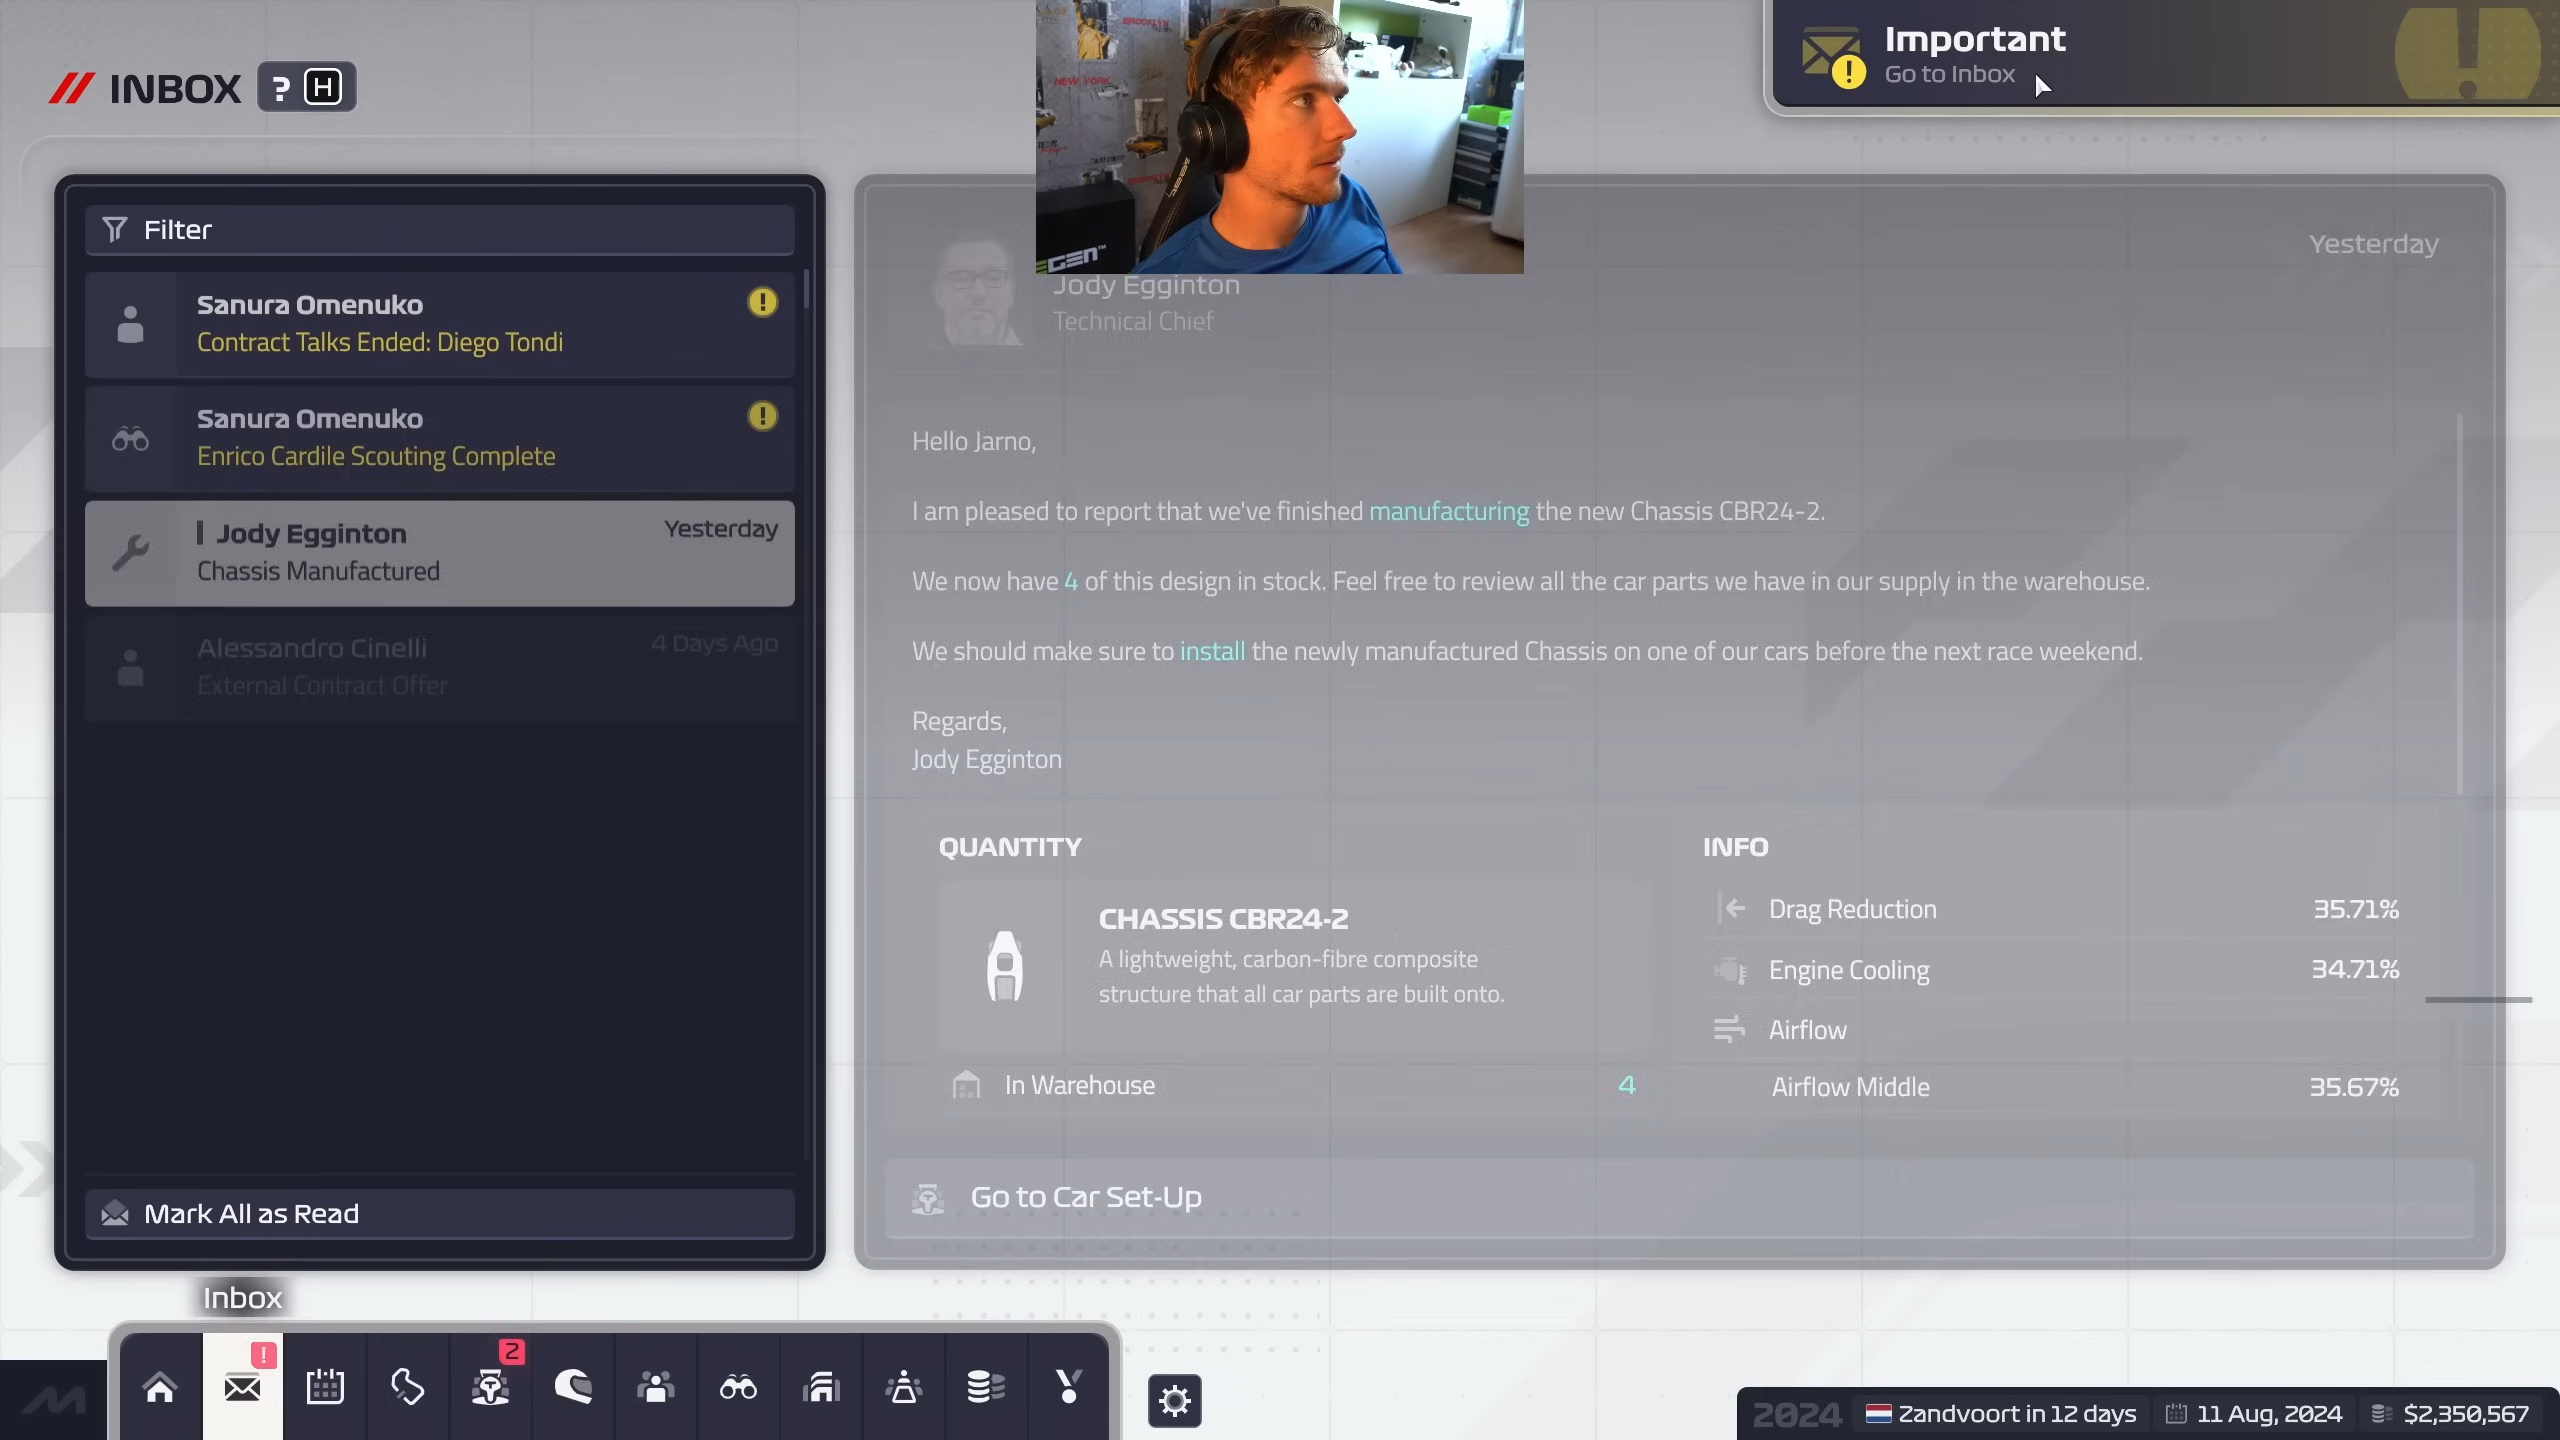 INBOX ? H
Important
Go to Inbox
BROOKLYN
NEW YORK
EGEN™
Filter
Sanura Omenuko
Contract Talks Ended: Diego Tondi
Sanura Omenuko
Enrico Cardile Scouting Complete
Jody Egginton Yesterday
Chassis Manufactured
Alessandro Cinelli 4 Days Ago
External Contract Offer
Mark All as Read
Yesterday
Jody Egginton
Technical Chief
Hello Jarno,
I am pleased to report that we've finished manufacturing the new Chassis CBR24-2.
We now have 4 of this design in stock. Feel free to review all the car parts we have in our supply in the warehouse.
We should make sure to install the newly manufactured Chassis on one of our cars before the next race weekend.
Regards,
Jody Egginton
QUANTITY
CHASSIS CBR24-2
A lightweight, carbon-fibre composite
structure that all car parts are built onto.
In Warehouse 4
INFO
Drag Reduction 35.71%
Engine Cooling 34.71%
Airflow
Airflow Middle 35.67%
Go to Car Set-Up
Inbox
! 2
2024 Zandvoort in 12 days 11 Aug, 2024 $2,350,567